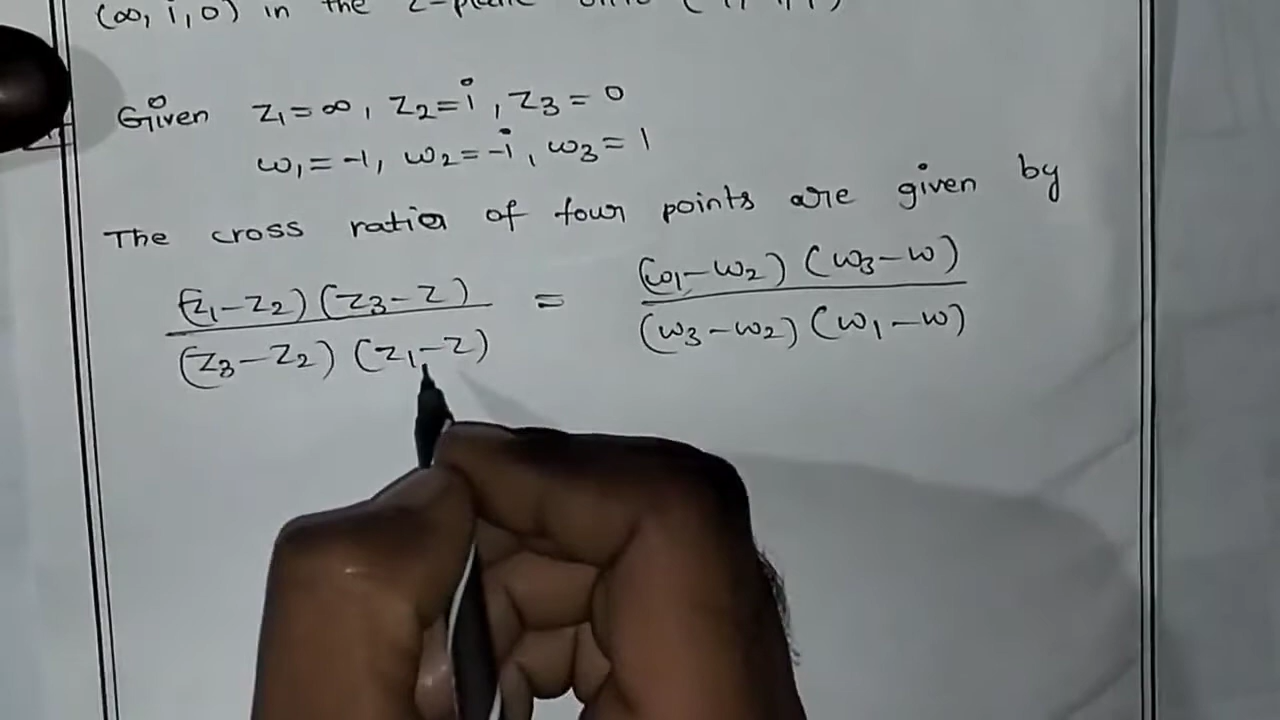 (∞, i, 0) in the z-plane
Given z₁ = ∞, z₂ = i, z₃ = 0
w₁ = -1, w₂ = -i, w₃ = 1
The cross ratio of four points are given by
(z₁-z₂)(z₃-z) / (z₃-z₂)(z₁-z) = (w₁-w₂)(w₃-w) / (w₃-w₂)(w₁-w)